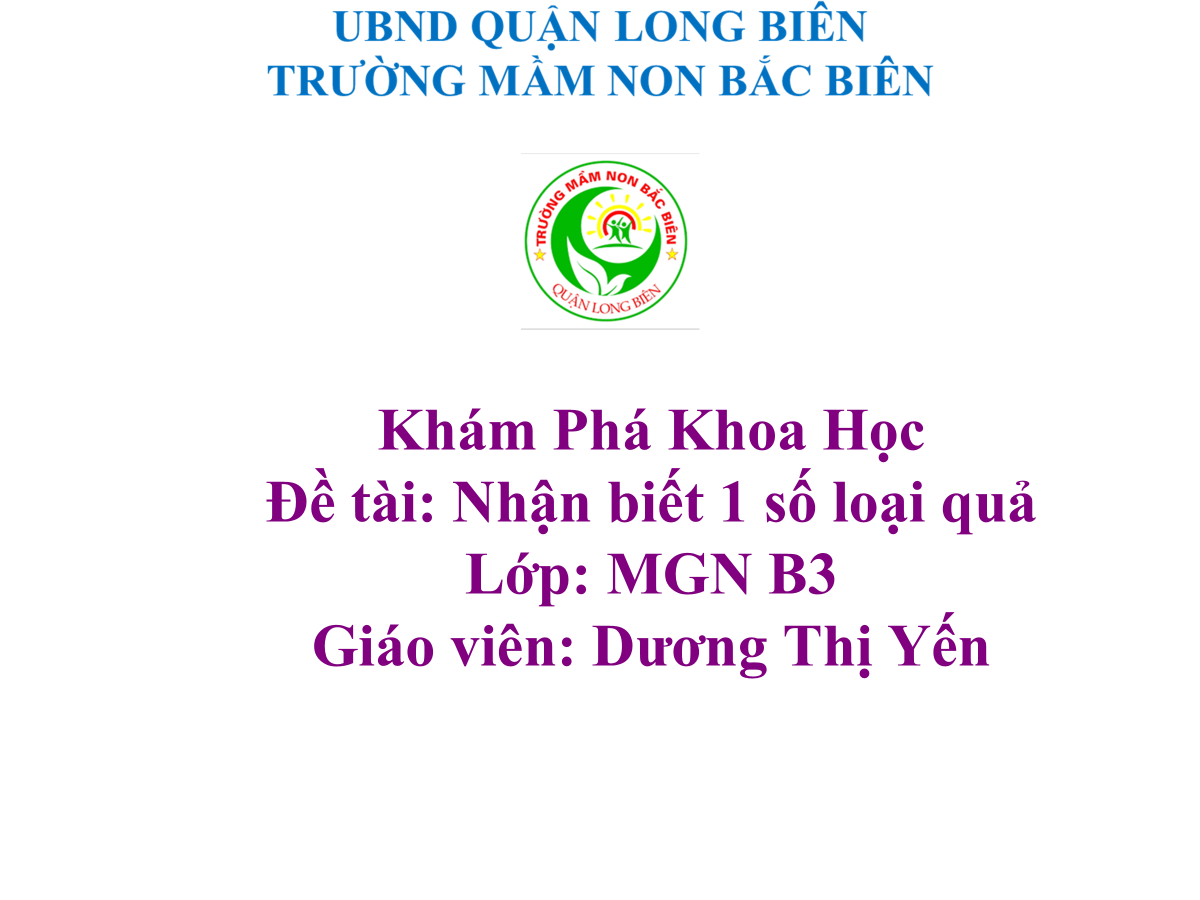 UBND QUẬN LONG BIÊN
TRƯỜNG MẦM NON BẮC BIÊN
TRƯỜNG MẦM NON BẮC BIÊN
QUẬN LONG BIÊN
Khám Phá Khoa Học
Đề tài: Nhận biết 1 số loại quả
Lớp: MGN B3
Giáo viên: Dương Thị Yến